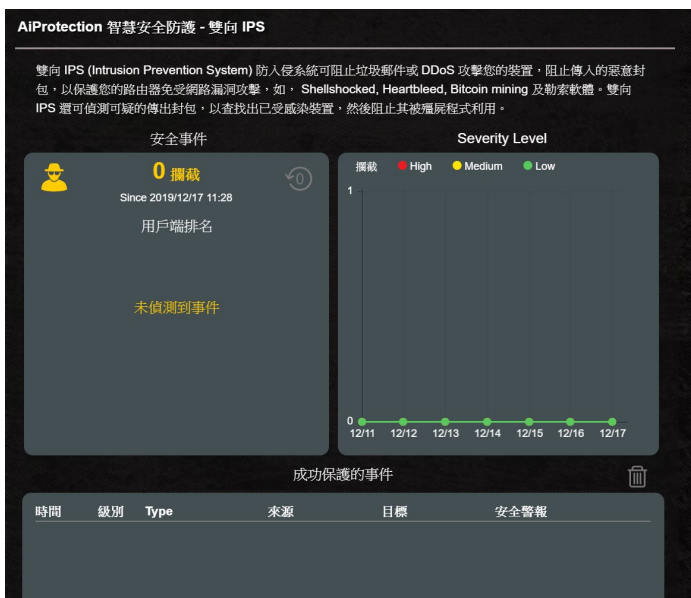 AiProtection 智慧安全防護 - 雙向 IPS
雙向 IPS (Intrusion Prevention System) 防入侵系統可阻止垃圾郵件或 DDoS 攻擊您的裝置，阻止傳入的惡意封
包，以保護您的路由器免受網路漏洞攻擊，如， Shellshocked, Heartbleed, Bitcoin mining 及勒索軟體。雙向
IPS 還可偵測可疑的傳出封包，以查找出已受感染裝置，然後阻止其被殭屍程式利用。
安全事件
0 攔截
0
Since 2019/12/17 11:28
用戶端排名
未偵測到事件
Severity Level
攔截 High Medium Low
1
0
12/11 12/12 12/13 12/14 12/15 12/16 12/17
成功保護的事件
時間 級別 Type 來源 目標 安全警報